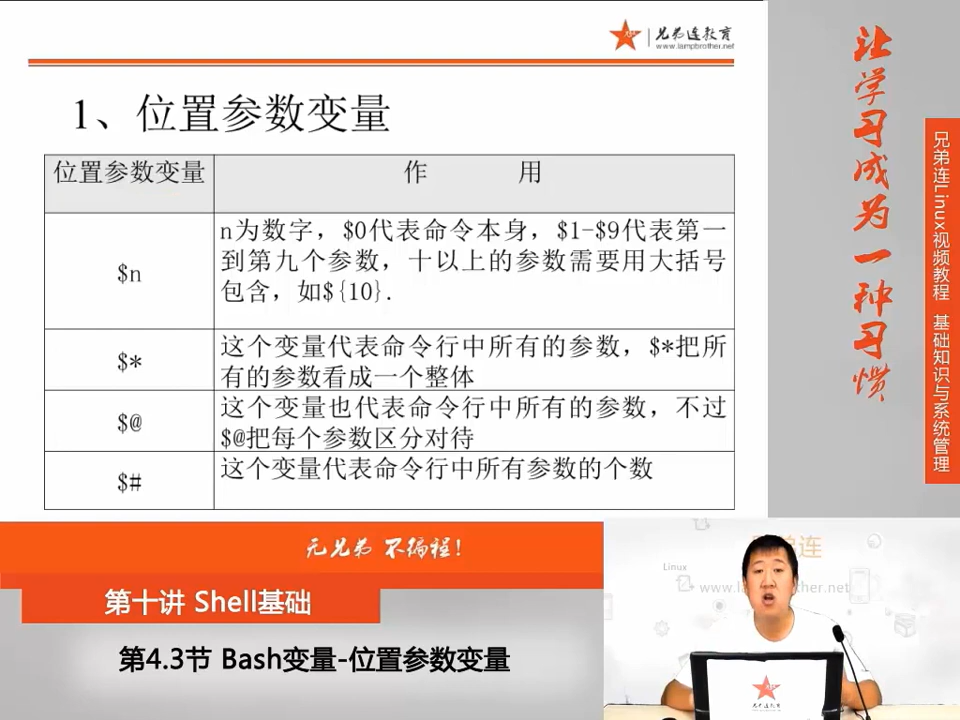 兄弟连教育
www.lampbrother.net
1、位置参数变量
位置参数变量 作 用
$n
n为数字，$0代表命令本身，$1-$9代表第一
到第九个参数，十以上的参数需要用大括号
包含，如${10}.
$*
这个变量代表命令行中所有的参数，$*把所
有的参数看成一个整体
$@
这个变量也代表命令行中所有的参数，不过
$@把每个参数区分对待
$#
这个变量代表命令行中所有参数的个数
让学习成为一种习惯
兄弟连Linux视频教程 基础知识与系统管理
无兄弟 不编程！
第十讲 Shell基础
第4.3节 Bash变量-位置参数变量
Linux
兄弟连教育